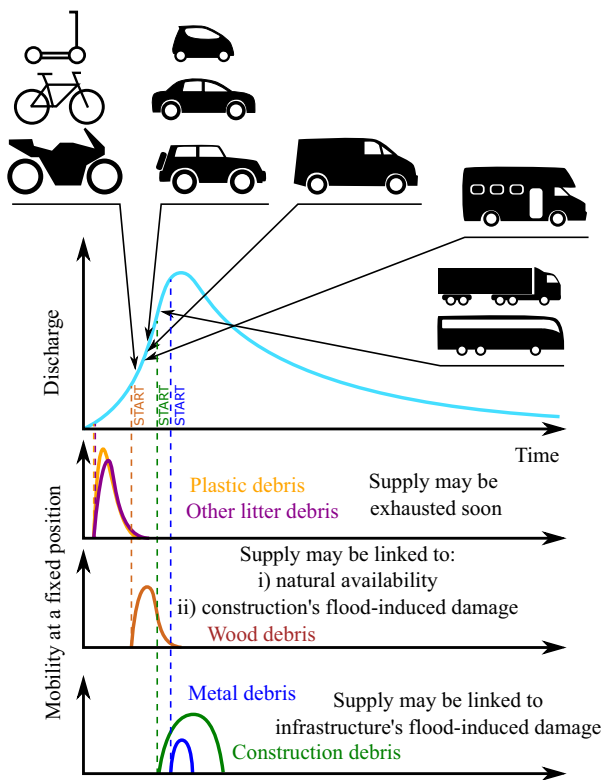 Discharge
START
START
START
Time
Mobility at a fixed position
Plastic debris
Other litter debris
Supply may be
exhausted soon
Supply may be linked to:
i) natural availability
ii) construction's flood-induced damage
Wood debris
Metal debris
Supply may be linked to
infrastructure's flood-induced damage
Construction debris